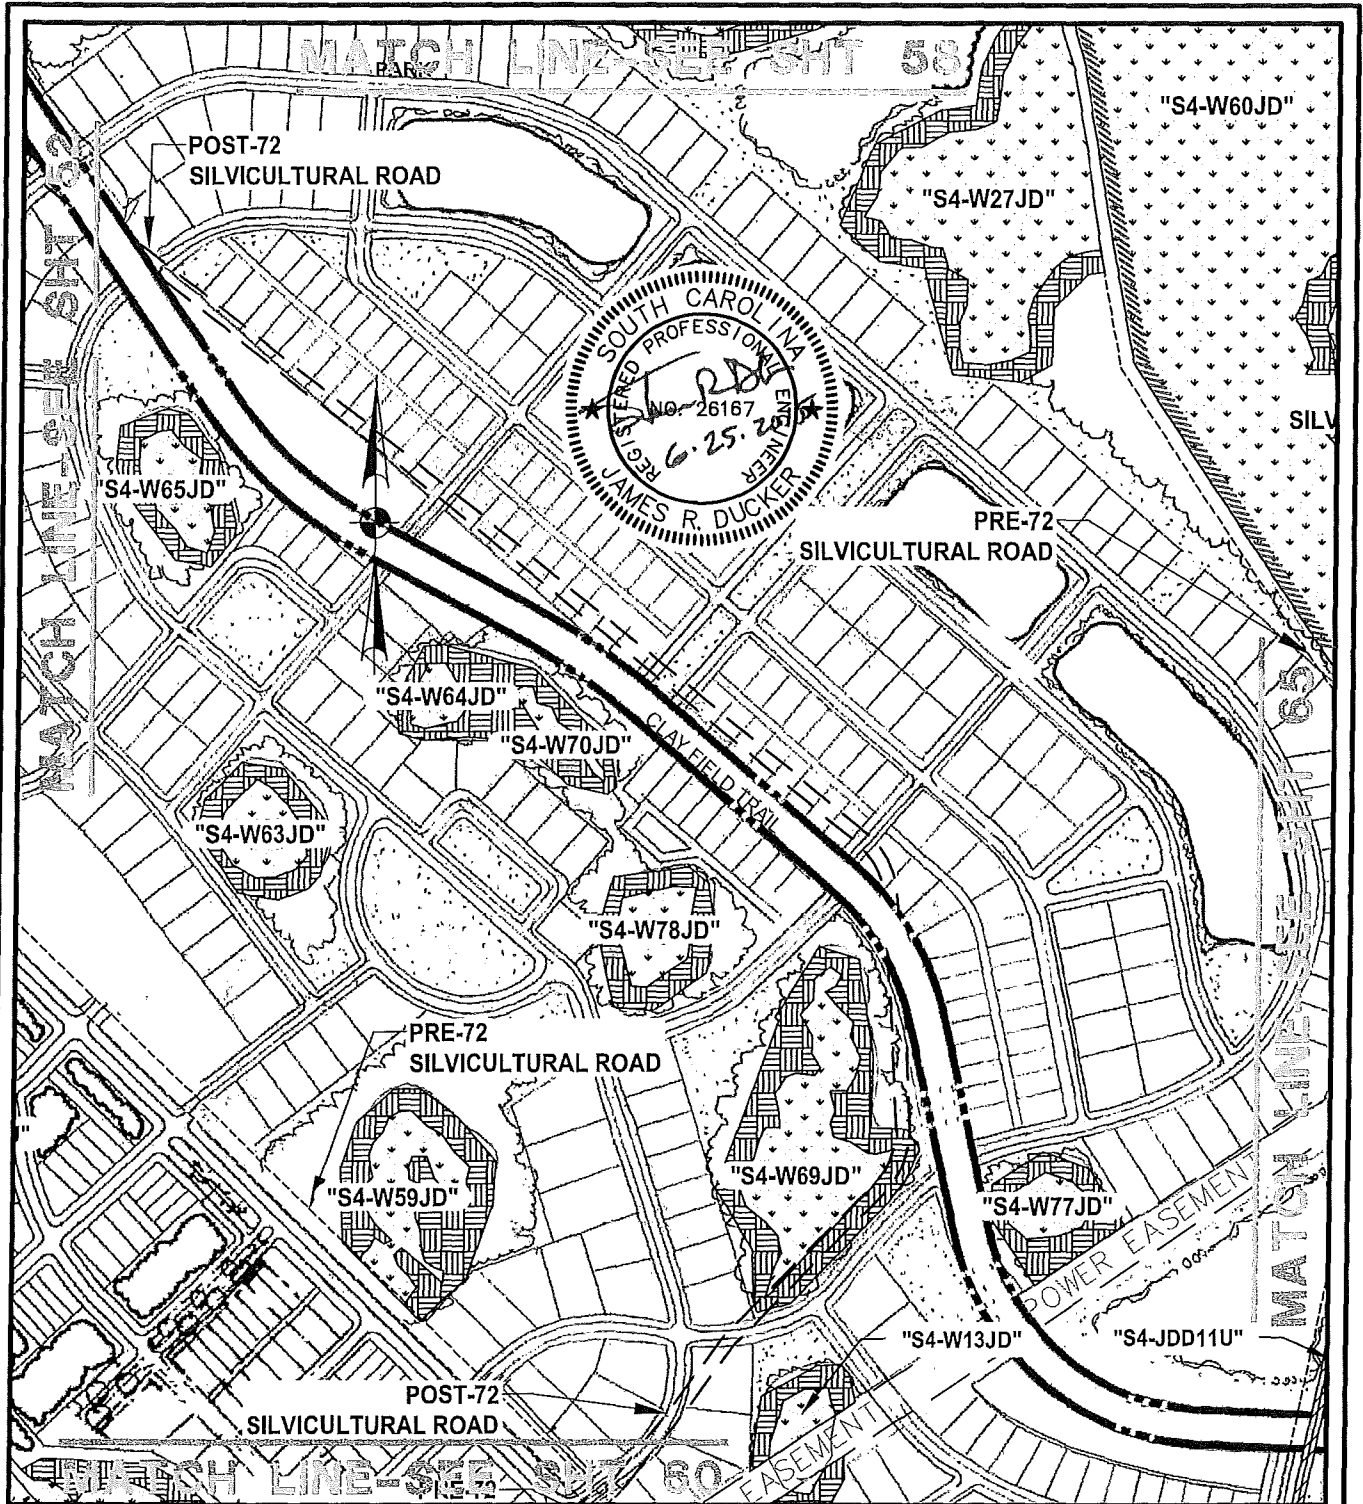 MATCH LINE-SEE SHT 58
PARK
"S4-W60JD"
POST-72
SILVICULTURAL ROAD
"S4-W27JD"
MATCH LINE-SEE SHT 52
SOUTH CAROLINA
REGISTERED PROFESSIONAL ENGINEER
NO. 26167
6.25.20
JAMES R. DUCKER
SILV
"S4-W65JD"
PRE-72
SILVICULTURAL ROAD
"S4-W64JD"
"S4-W70JD"
CLAY FIELD TRAIL
"S4-W63JD"
"S4-W78JD"
MATCH LINE-SEE SHT 65
PRE-72
SILVICULTURAL ROAD
"S4-W59JD"
"S4-W69JD"
"S4-W77JD"
POWER EASEMENT
"S4-W13JD"
"S4-JDD11U"
POST-72
SILVICULTURAL ROAD
EASEMENT
MATCH LINE-SEE SHT 60
PRE-72